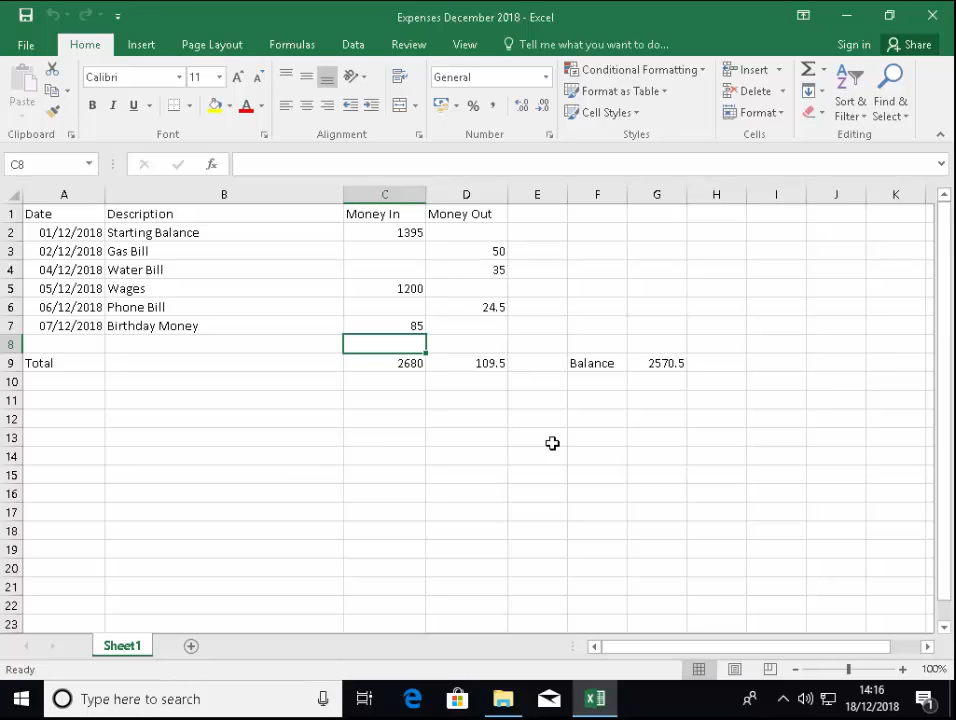 Expenses December 2018 - Excel
File Home Insert Page Layout Formulas Data Review View Tell me what you want to do... Sign in Share
Paste Calibri 11 General Conditional Formatting Insert Σ
B I U % , Format as Table Delete Sort & Find &
Cell Styles Format Filter Select
Clipboard Font Alignment Number Styles Cells Editing
C8 fx
A B C D E F G H I J K
1 Date Description Money In Money Out
2 01/12/2018 Starting Balance 1395
3 02/12/2018 Gas Bill 50
4 04/12/2018 Water Bill 35
5 05/12/2018 Wages 1200
6 06/12/2018 Phone Bill 24.5
7 07/12/2018 Birthday Money 85
8
9 Total 2680 109.5 Balance 2570.5
10
11
12
13
14
15
16
17
18
19
20
21
22
23
Sheet1
Ready 100%
Type here to search 14:16
18/12/2018 1